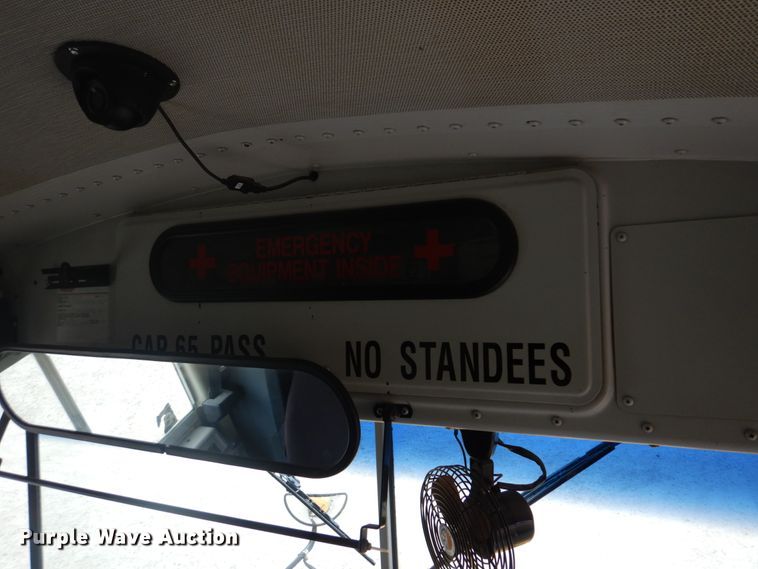 EMERGENCY
EQUIPMENT INSIDE
CAP 65 PASS
NO STANDEES
Purple Wave Auction